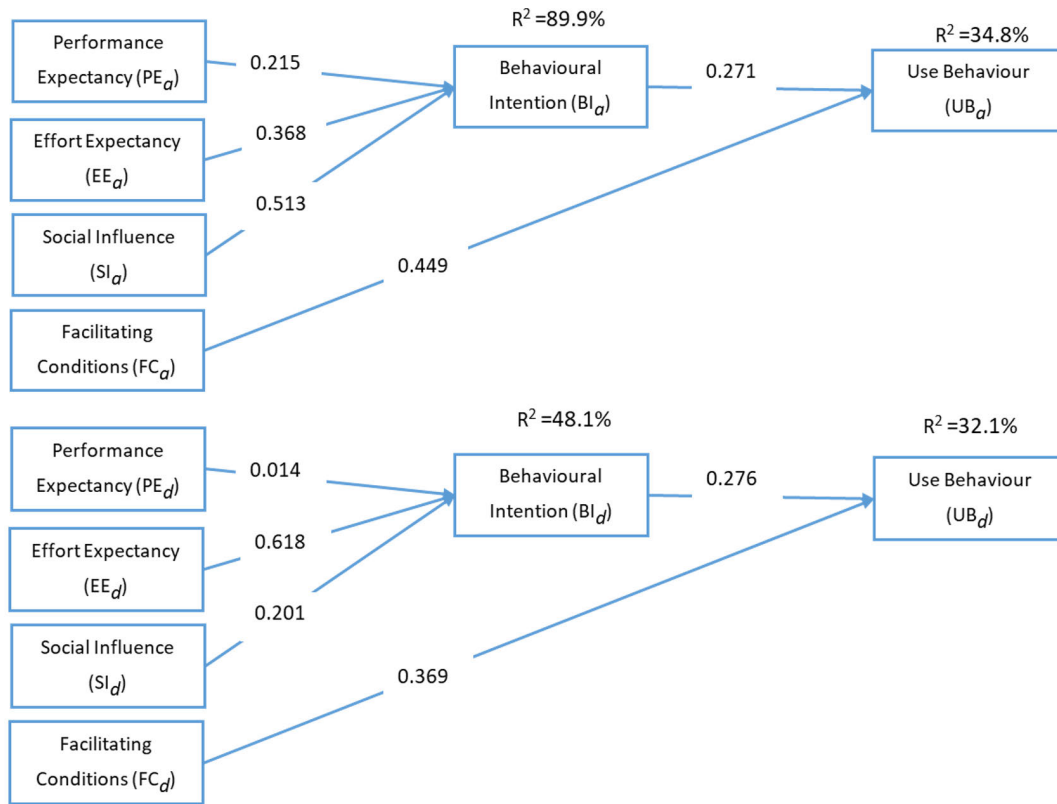 R² =89.9%
R² =34.8%
Performance
Expectancy (PEa)
0.215
Behavioural
Intention (BIa)
0.271
Use Behaviour
(UBa)
Effort Expectancy
(EEa)
0.368
0.513
Social Influence
(SIa)
0.449
Facilitating
Conditions (FCa)
R² =48.1%
R² =32.1%
Performance
Expectancy (PEd)
0.014
Behavioural
Intention (BId)
0.276
Use Behaviour
(UBd)
Effort Expectancy
(EEd)
0.618
0.201
Social Influence
(SId)
0.369
Facilitating
Conditions (FCd)